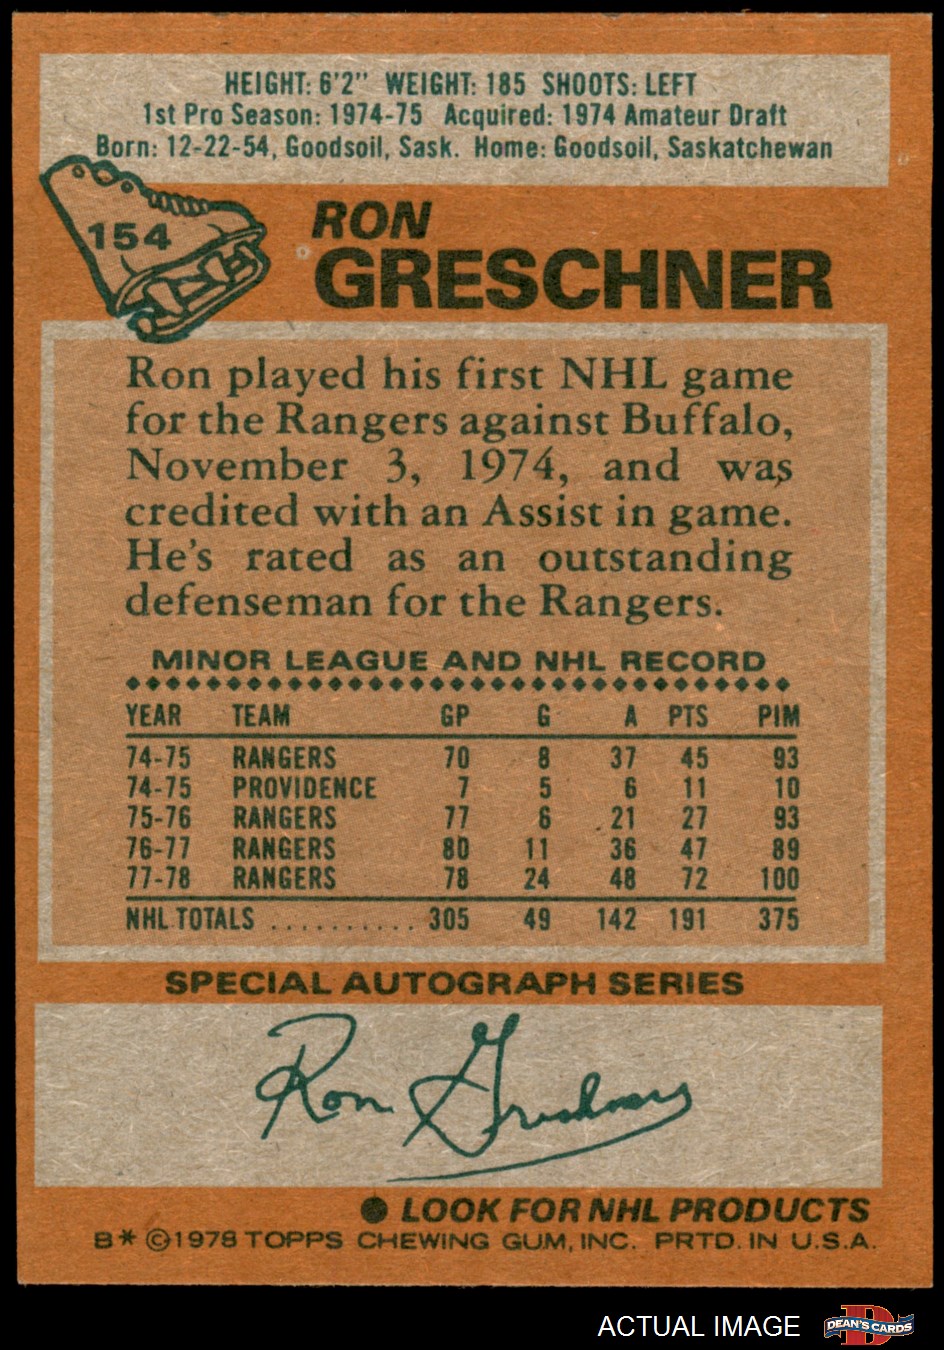 HEIGHT: 6'2" WEIGHT: 185 SHOOTS: LEFT
1st Pro Season: 1974-75 Acquired: 1974 Amateur Draft
Born: 12-22-54, Goodsoil, Sask. Home: Goodsoil, Saskatchewan
154
RON
GRESCHNER
Ron played his first NHL game
for the Rangers against Buffalo,
November 3, 1974, and was
credited with an Assist in game.
He's rated as an outstanding
defenseman for the Rangers.
MINOR LEAGUE AND NHL RECORD
YEAR TEAM GP G A PTS PIM
74-75 RANGERS 70 8 37 45 93
74-75 PROVIDENCE 7 5 6 11 10
75-76 RANGERS 77 6 21 27 93
76-77 RANGERS 80 11 36 47 89
77-78 RANGERS 78 24 48 72 100
NHL TOTALS .......... 305 49 142 191 375
SPECIAL AUTOGRAPH SERIES
Ron Greschner
● LOOK FOR NHL PRODUCTS
B* ©1978 TOPPS CHEWING GUM, INC. PRTD. IN U.S.A.
ACTUAL IMAGE
DEAN'S CARDS